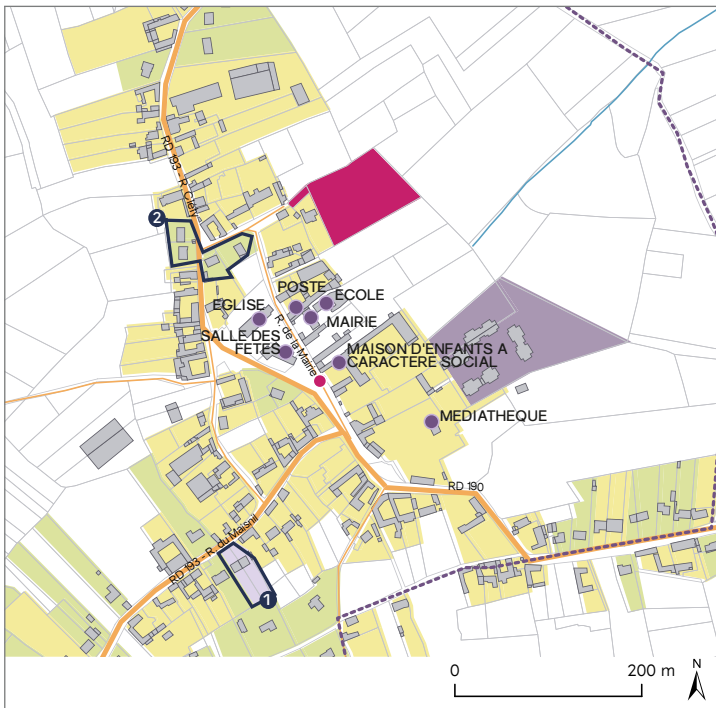 RD 193 - R. Cléty
2
POSTE
ECOLE
EGLISE
MAIRIE
R. de la Mairie
SALLE DES
FETES
MAISON D'ENFANTS A
CARACTERE SOCIAL
MEDIATHEQUE
RD 190
RD 193 - R. du Maisnil
1
0
200 m
N